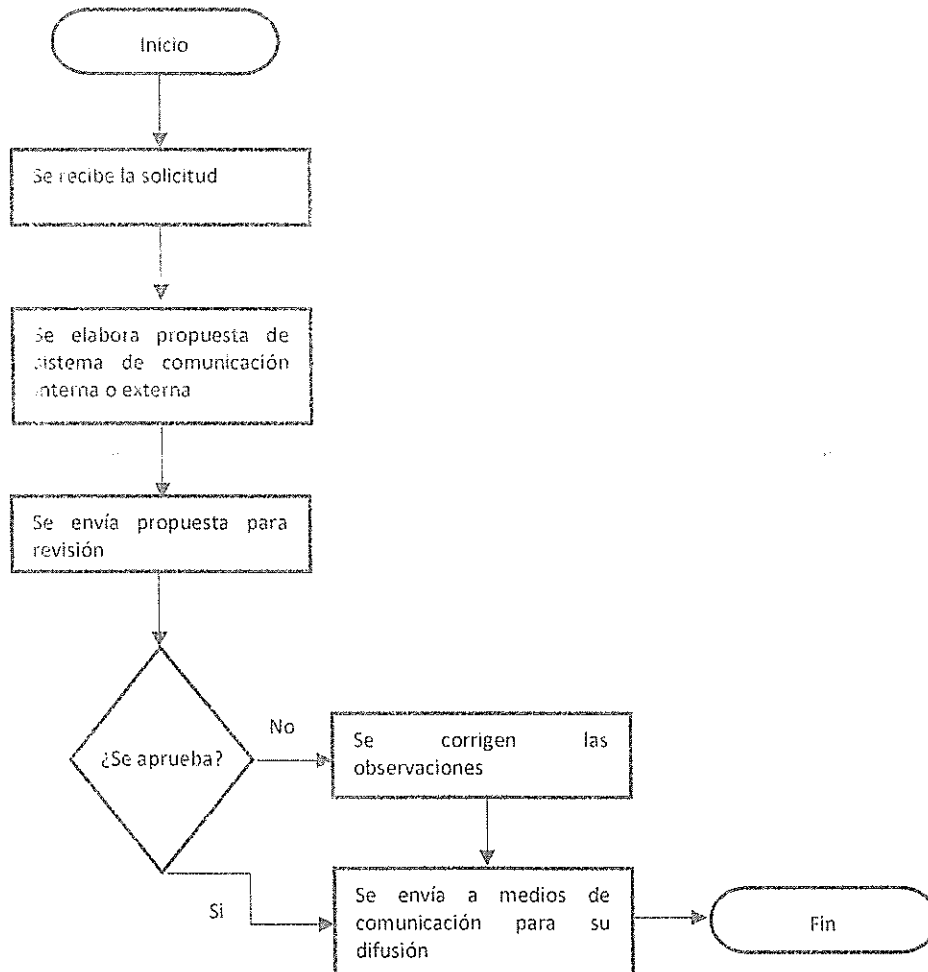 Inicio
Se recibe la solicitud
Se elabora propuesta de
sistema de comunicación
interna o externa
Se envía propuesta para
revisión
¿Se aprueba?
No
Se corrigen las
observaciones
Si
Se envía a medios de
comunicación para su
difusión
Fin